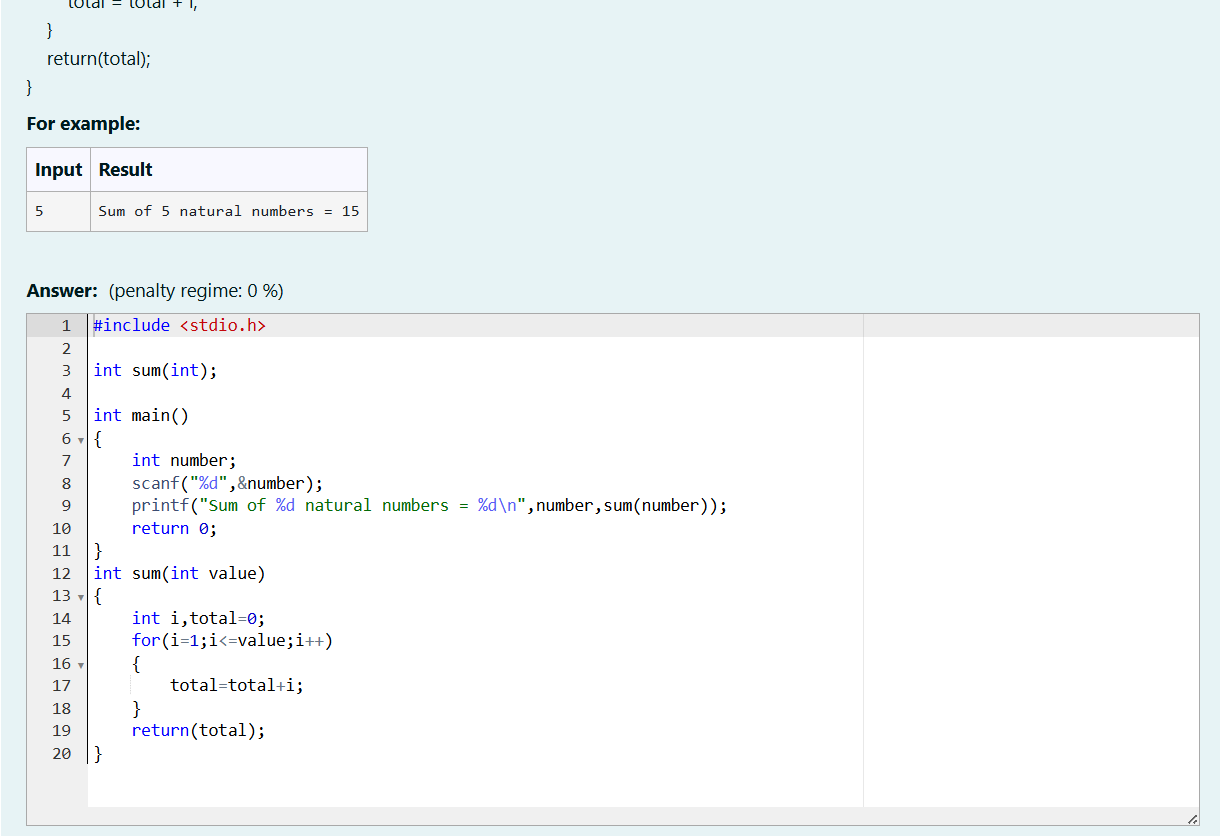 total = total + i;
}
return(total);
}
For example:
Input Result
5 Sum of 5 natural numbers = 15
Answer: (penalty regime: 0 %)
1 #include <stdio.h>
2
3 int sum(int);
4
5 int main()
6 {
7 int number;
8 scanf("%d",&number);
9 printf("Sum of %d natural numbers = %d\n",number,sum(number));
10 return 0;
11 }
12 int sum(int value)
13 {
14 int i,total=0;
15 for(i=1;i<=value;i++)
16 {
17 total=total+i;
18 }
19 return(total);
20 }